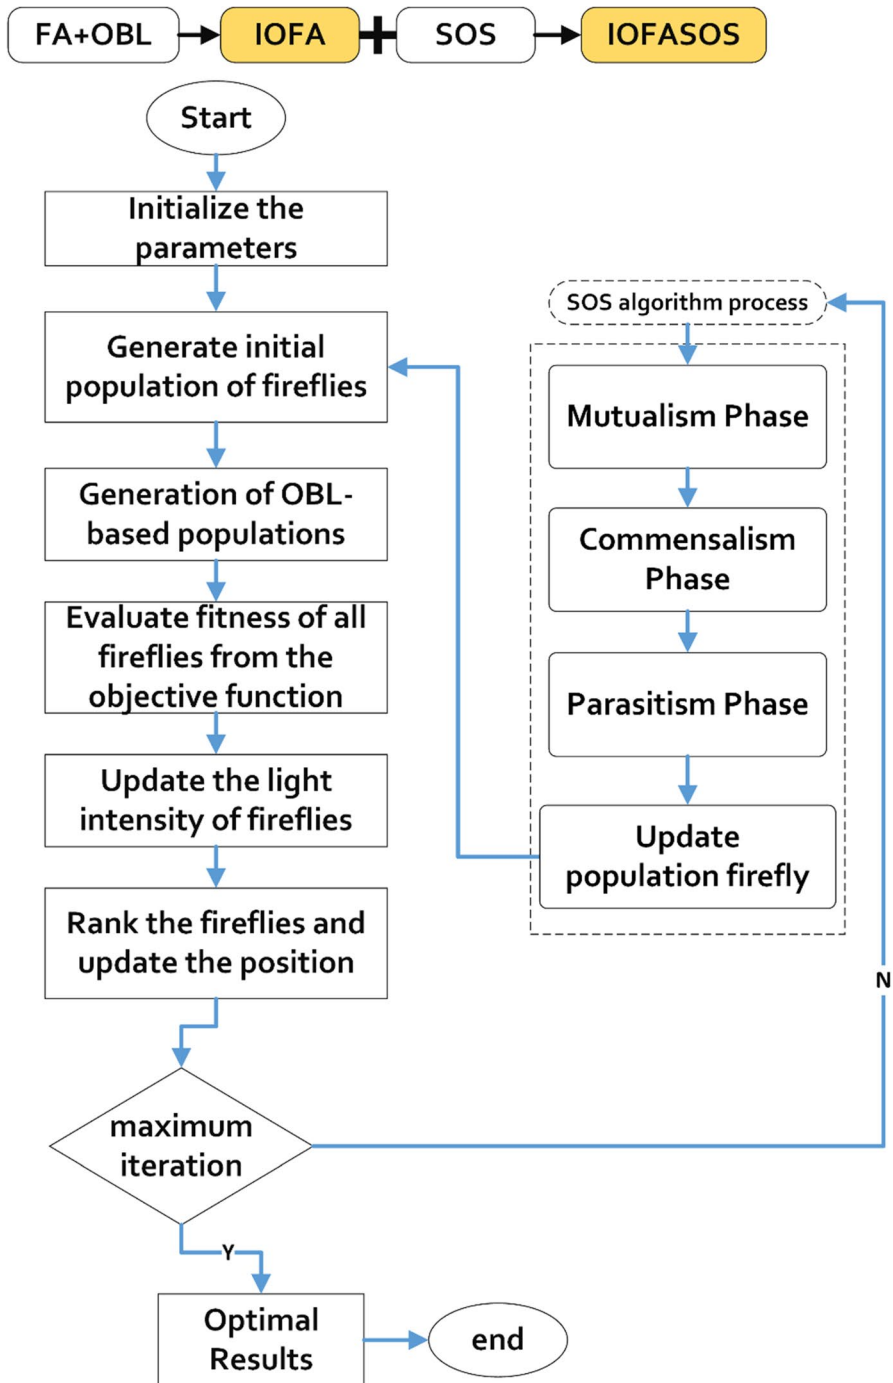 FA+OBL
IOFA
+
SOS
IOFASOS
Start
Initialize the
parameters
Generate initial
population of fireflies
Generation of OBL-
based populations
Evaluate fitness of all
fireflies from the
objective function
Update the light
intensity of fireflies
Rank the fireflies and
update the position
maximum
iteration
Y
Optimal
Results
end
N
SOS algorithm process
Mutualism Phase
Commensalism
Phase
Parasitism Phase
Update
population firefly